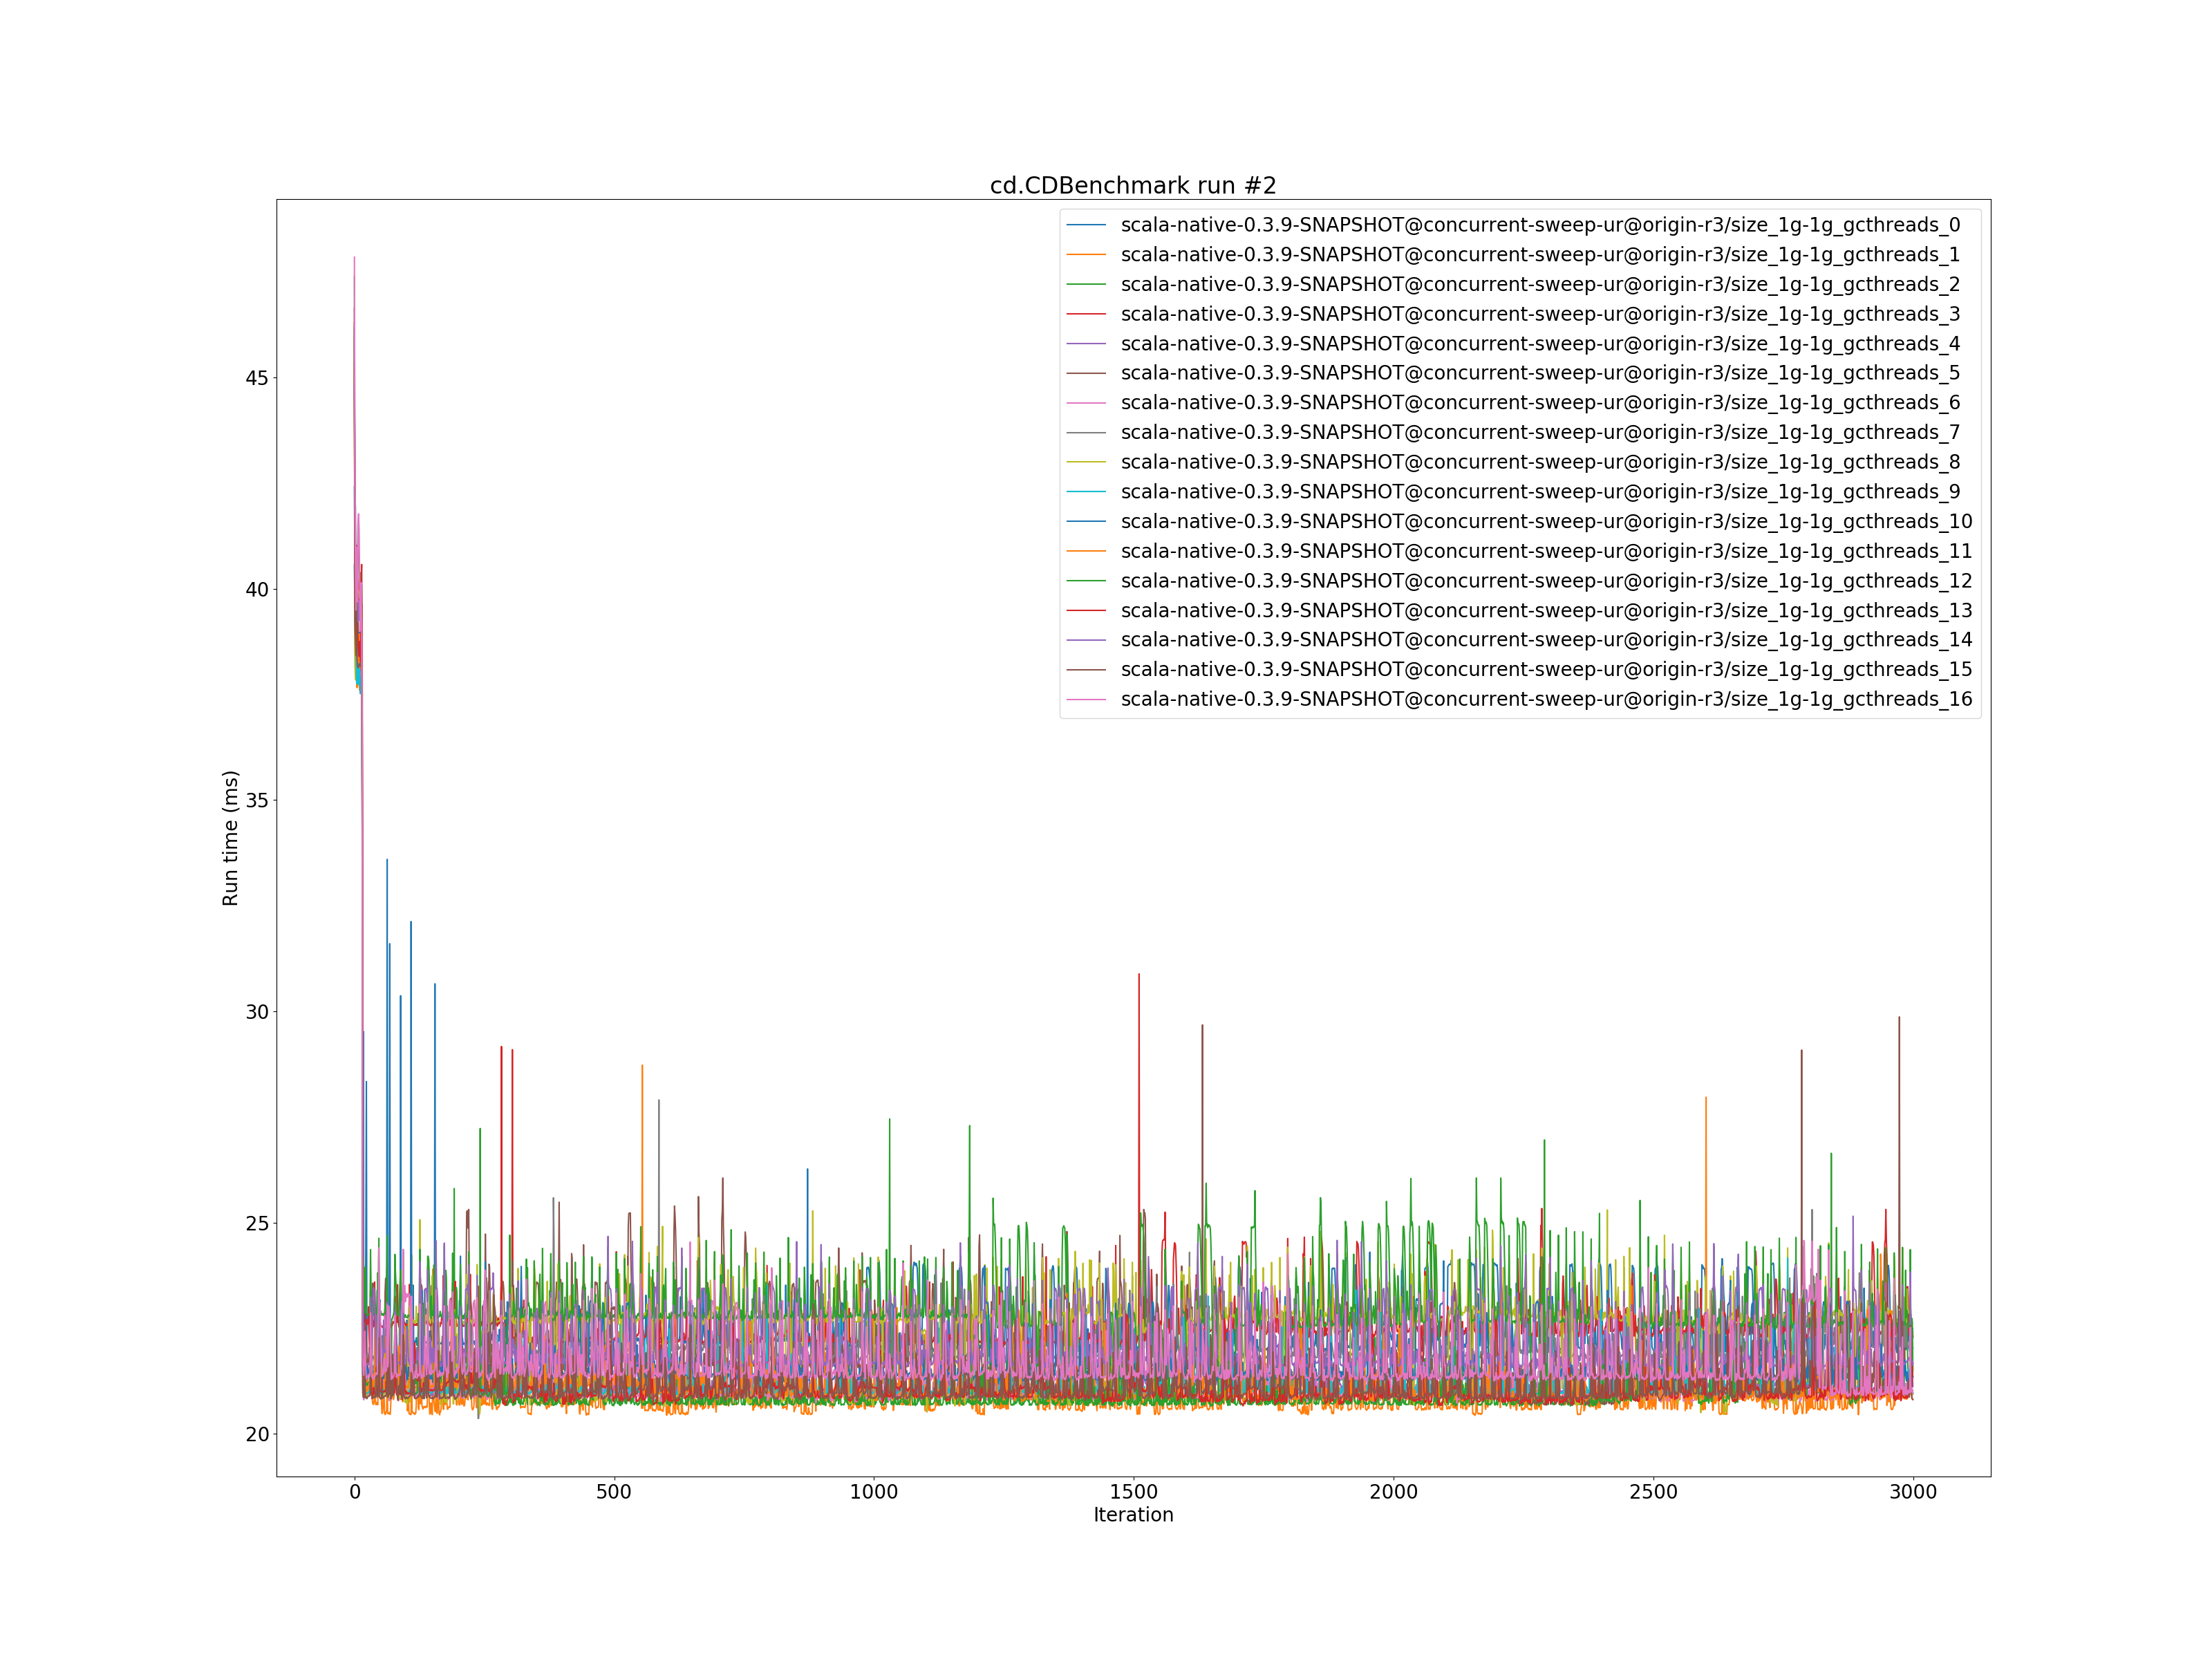 cd.CDBenchmark run #2
scala-native-0.3.9-SNAPSHOT@concurrent-sweep-ur@origin-r3/size_1g-1g_gcthreads_0
scala-native-0.3.9-SNAPSHOT@concurrent-sweep-ur@origin-r3/size_1g-1g_gcthreads_1
scala-native-0.3.9-SNAPSHOT@concurrent-sweep-ur@origin-r3/size_1g-1g_gcthreads_2
scala-native-0.3.9-SNAPSHOT@concurrent-sweep-ur@origin-r3/size_1g-1g_gcthreads_3
scala-native-0.3.9-SNAPSHOT@concurrent-sweep-ur@origin-r3/size_1g-1g_gcthreads_4
scala-native-0.3.9-SNAPSHOT@concurrent-sweep-ur@origin-r3/size_1g-1g_gcthreads_5
scala-native-0.3.9-SNAPSHOT@concurrent-sweep-ur@origin-r3/size_1g-1g_gcthreads_6
scala-native-0.3.9-SNAPSHOT@concurrent-sweep-ur@origin-r3/size_1g-1g_gcthreads_7
scala-native-0.3.9-SNAPSHOT@concurrent-sweep-ur@origin-r3/size_1g-1g_gcthreads_8
scala-native-0.3.9-SNAPSHOT@concurrent-sweep-ur@origin-r3/size_1g-1g_gcthreads_9
scala-native-0.3.9-SNAPSHOT@concurrent-sweep-ur@origin-r3/size_1g-1g_gcthreads_10
scala-native-0.3.9-SNAPSHOT@concurrent-sweep-ur@origin-r3/size_1g-1g_gcthreads_11
scala-native-0.3.9-SNAPSHOT@concurrent-sweep-ur@origin-r3/size_1g-1g_gcthreads_12
scala-native-0.3.9-SNAPSHOT@concurrent-sweep-ur@origin-r3/size_1g-1g_gcthreads_13
scala-native-0.3.9-SNAPSHOT@concurrent-sweep-ur@origin-r3/size_1g-1g_gcthreads_14
scala-native-0.3.9-SNAPSHOT@concurrent-sweep-ur@origin-r3/size_1g-1g_gcthreads_15
scala-native-0.3.9-SNAPSHOT@concurrent-sweep-ur@origin-r3/size_1g-1g_gcthreads_16
45
40
35
30
25
20
Run time (ms)
0 500 1000 1500 2000 2500 3000
Iteration